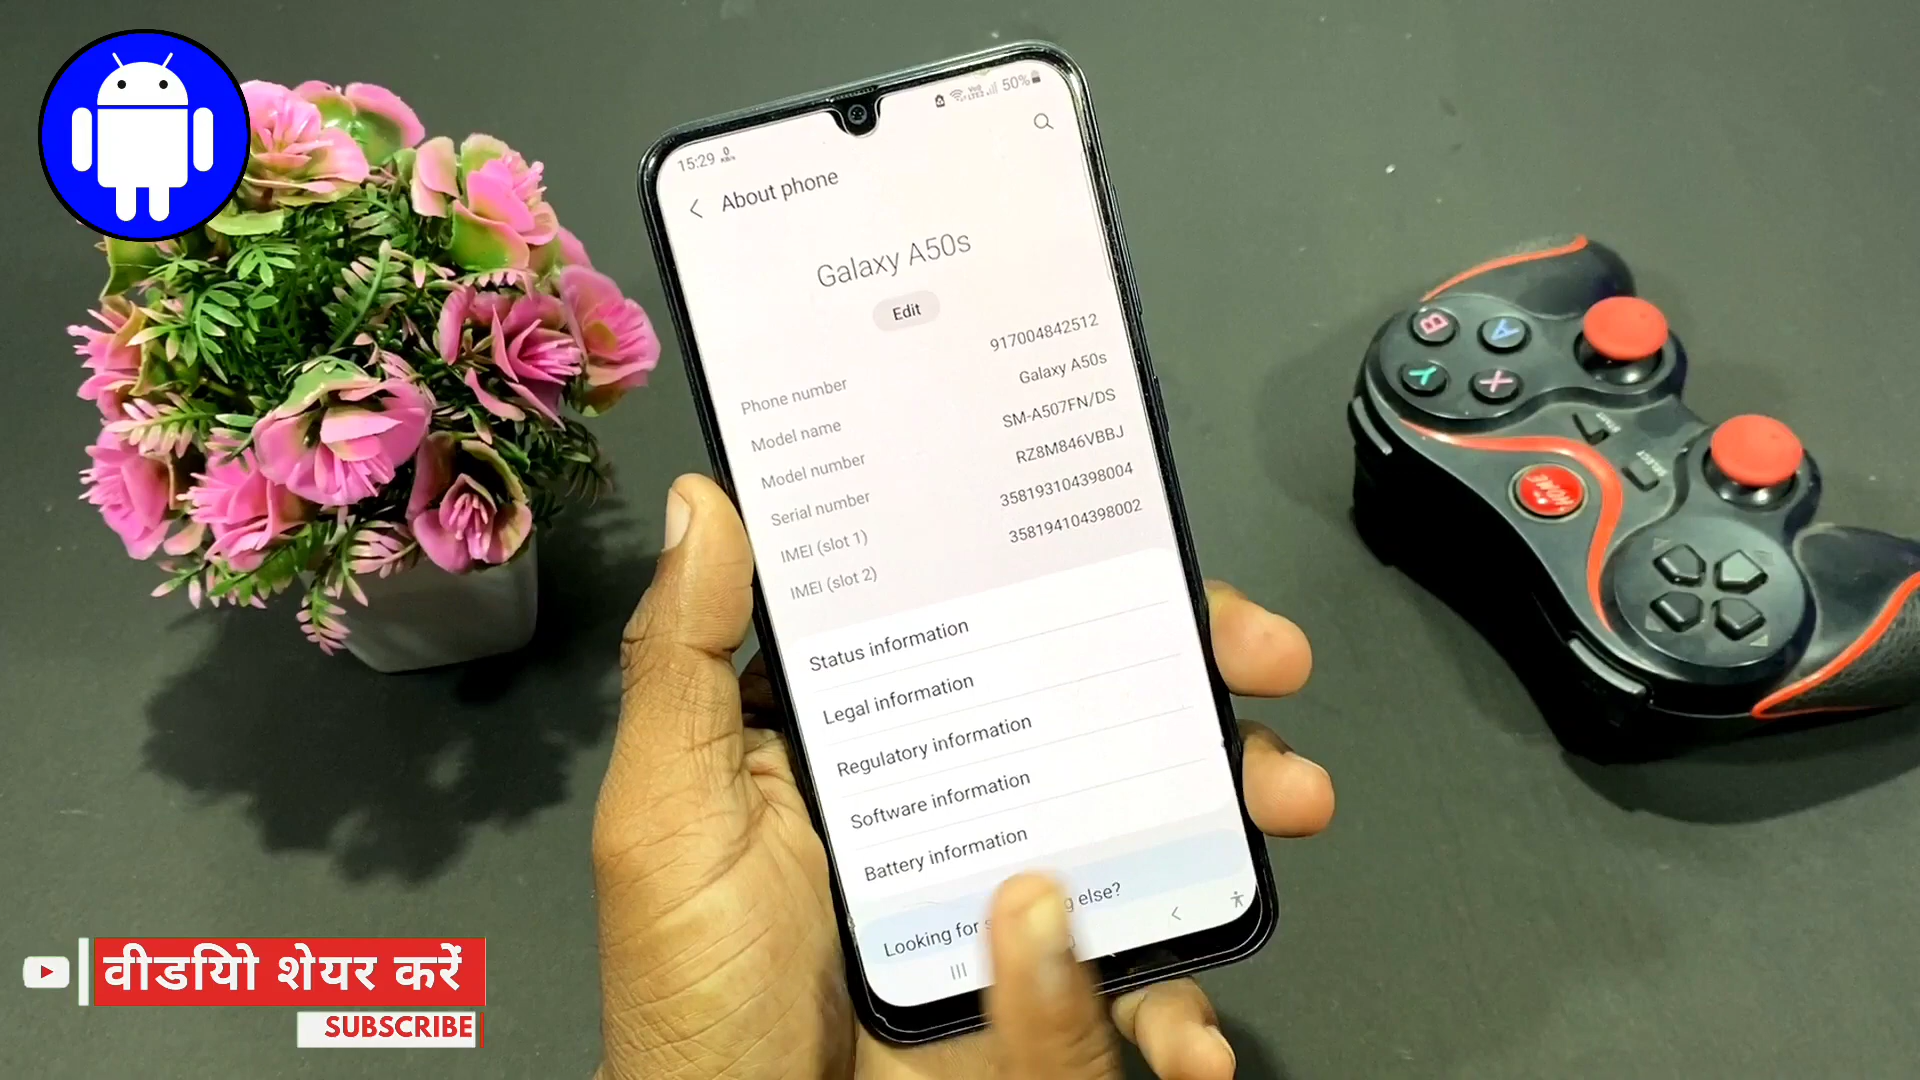 15:29
50%
About phone
Galaxy A50s
Edit
Phone number 917004842512
Model name Galaxy A50s
Model number SM-A507FN/DS
Serial number RZ8M846VBBJ
IMEI (slot 1) 358193104398004
IMEI (slot 2) 358194104398002
Status information
Legal information
Regulatory information
Software information
Battery information
Looking for else?
B
A
Y
X
SELECT
HOME
वीडियो शेयर करें
SUBSCRIBE